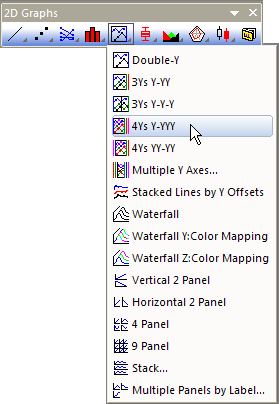 2D Graphs
Double-Y
3Ys Y-YY
3Ys Y-Y-Y
4Ys Y-YYY
4Ys YY-YY
Multiple Y Axes...
Stacked Lines by Y Offsets
Waterfall
Waterfall Y:Color Mapping
Waterfall Z:Color Mapping
Vertical 2 Panel
Horizontal 2 Panel
4 Panel
9 Panel
Stack...
Multiple Panels by Label...